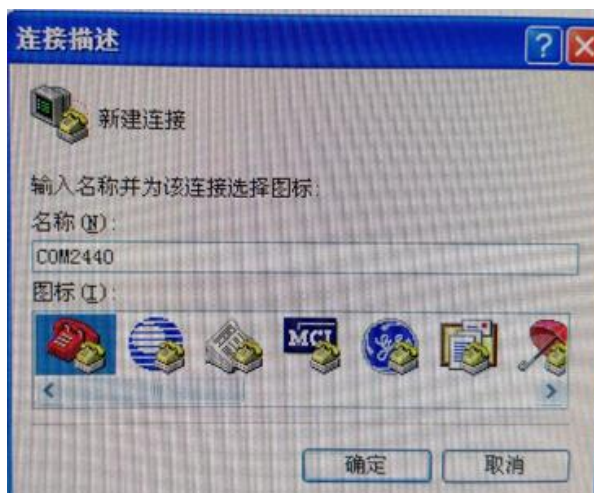 连接描述
新建连接
输入名称并为该连接选择图标:
名称(N):
COM2440
图标(I):
MCI
确定 取消